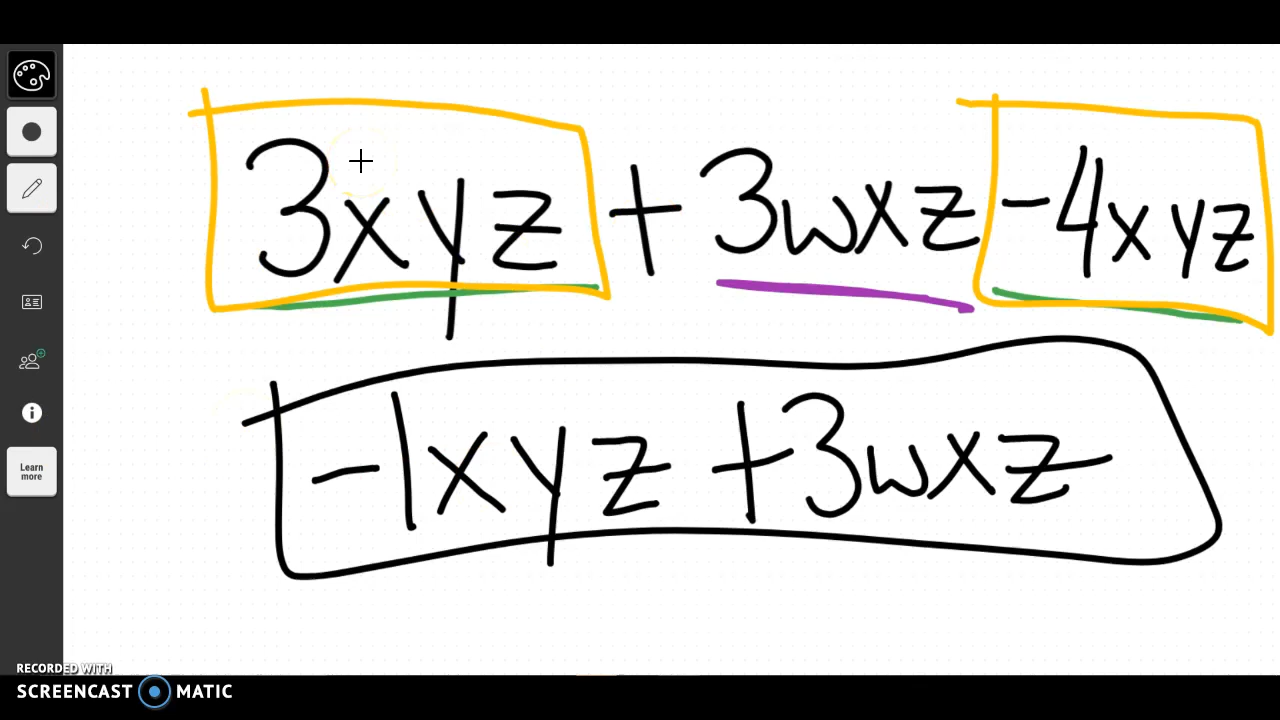 3xyz + 3wxz - 4xyz
-1xyz + 3wxz
Learn more
RECORDED WITH
SCREENCAST MATIC